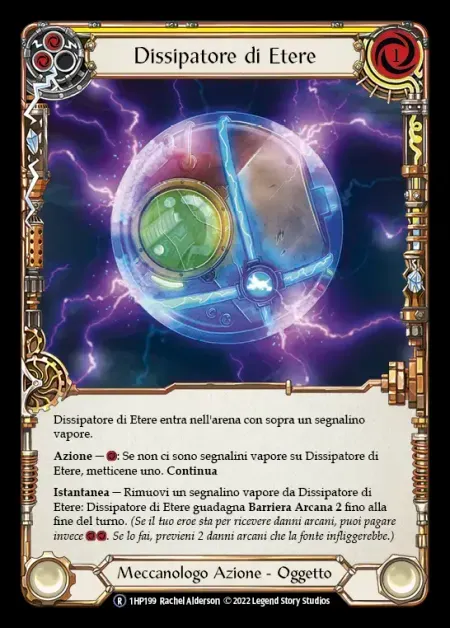 Dissipatore di Etere
1
Dissipatore di Etere entra nell'arena con sopra un segnalino
vapore.
Azione — : Se non ci sono segnalini vapore su Dissipatore di
Etere, metticene uno. Continua
Istantanea — Rimuovi un segnalino vapore da Dissipatore di
Etere: Dissipatore di Etere guadagna Barriera Arcana 2 fino alla
fine del turno. (Se il tuo eroe sta per ricevere danni arcani, puoi pagare
invece . Se lo fai, previeni 2 danni arcani che la fonte infliggerebbe.)
Meccanologo Azione - Oggetto
R 1HP199 Rachel Alderson © 2022 Legend Story Studios